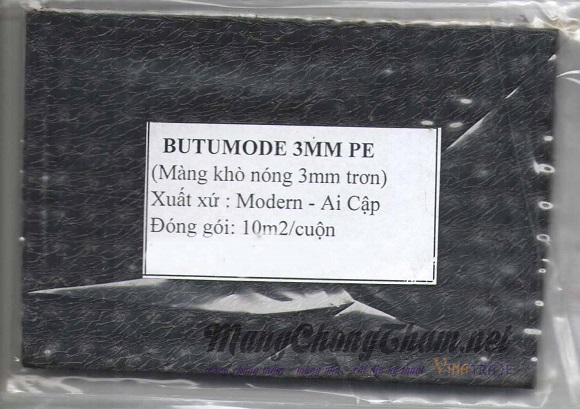 BUTUMODE 3MM PE
(Màng khò nóng 3mm trơn)
Xuất xứ : Modern - Ai Cập
Đóng gói: 10m2/cuộn
MangChongTham.net
VINATRADE